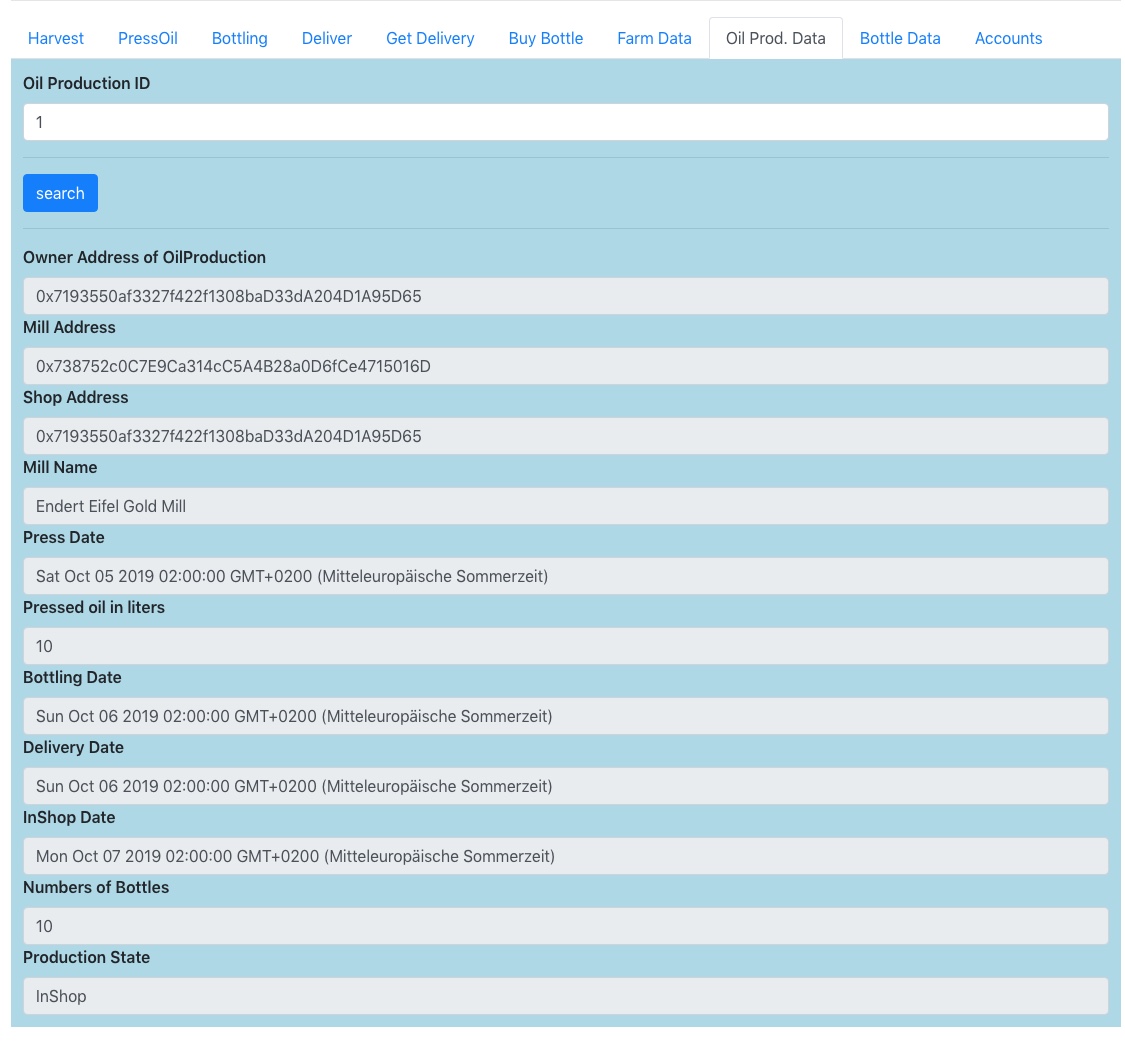 Harvest PressOil Bottling Deliver Get Delivery Buy Bottle Farm Data Oil Prod. Data Bottle Data Accounts
Oil Production ID
1
search
Owner Address of OilProduction
0x7193550af3327f422f1308baD33dA204D1A95D65
Mill Address
0x738752c0C7E9Ca314cC5A4B28a0D6fCe4715016D
Shop Address
0x7193550af3327f422f1308baD33dA204D1A95D65
Mill Name
Endert Eifel Gold Mill
Press Date
Sat Oct 05 2019 02:00:00 GMT+0200 (Mitteleuropäische Sommerzeit)
Pressed oil in liters
10
Bottling Date
Sun Oct 06 2019 02:00:00 GMT+0200 (Mitteleuropäische Sommerzeit)
Delivery Date
Sun Oct 06 2019 02:00:00 GMT+0200 (Mitteleuropäische Sommerzeit)
InShop Date
Mon Oct 07 2019 02:00:00 GMT+0200 (Mitteleuropäische Sommerzeit)
Numbers of Bottles
10
Production State
InShop